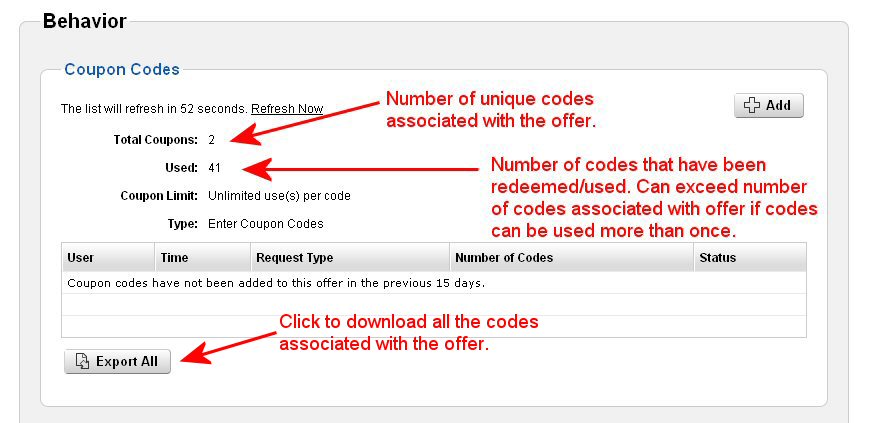 Behavior
Coupon Codes
The list will refresh in 52 seconds. Refresh Now
Number of unique codes
associated with the offer.
Add
Total Coupons: 2
Used: 41
Number of codes that have been
redeemed/used. Can exceed number
of codes associated with offer if codes
can be used more than once.
Coupon Limit: Unlimited use(s) per code
Type: Enter Coupon Codes
User Time Request Type Number of Codes Status
Coupon codes have not been added to this offer in the previous 15 days.
Click to download all the codes
associated with the offer.
Export All